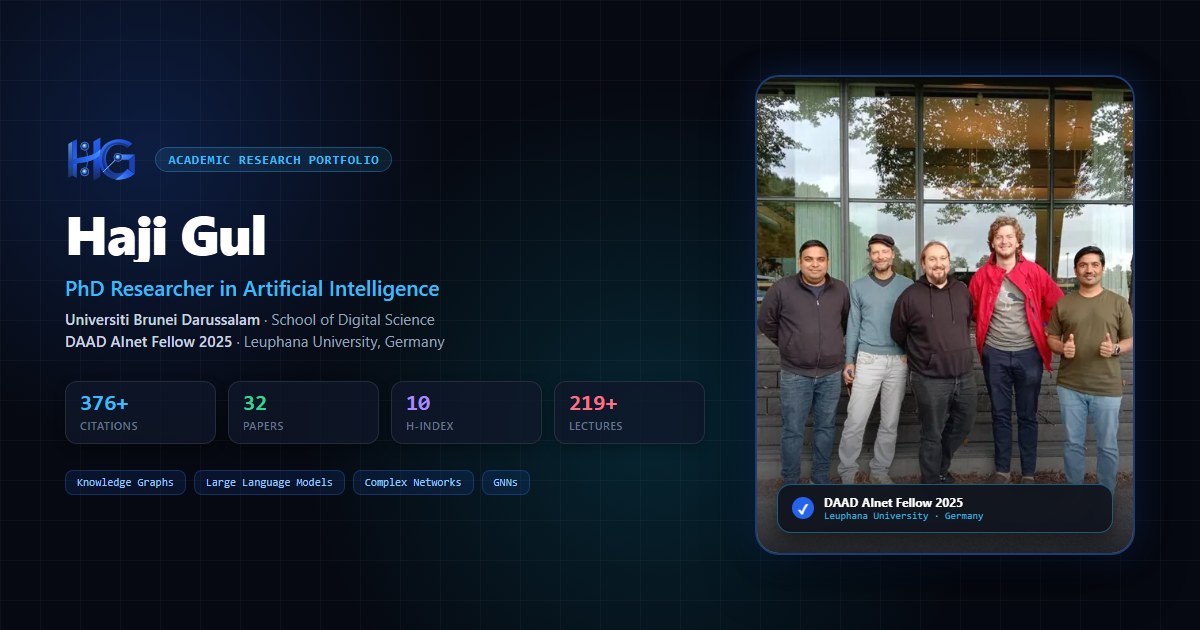 HG
ACADEMIC RESEARCH PORTFOLIO
Haji Gul
PhD Researcher in Artificial Intelligence
Universiti Brunei Darussalam · School of Digital Science
DAAD AInet Fellow 2025 · Leuphana University, Germany
376+
CITATIONS
32
PAPERS
10
H-INDEX
219+
LECTURES
Knowledge Graphs
Large Language Models
Complex Networks
GNNs
DAAD AInet Fellow 2025
Leuphana University · Germany